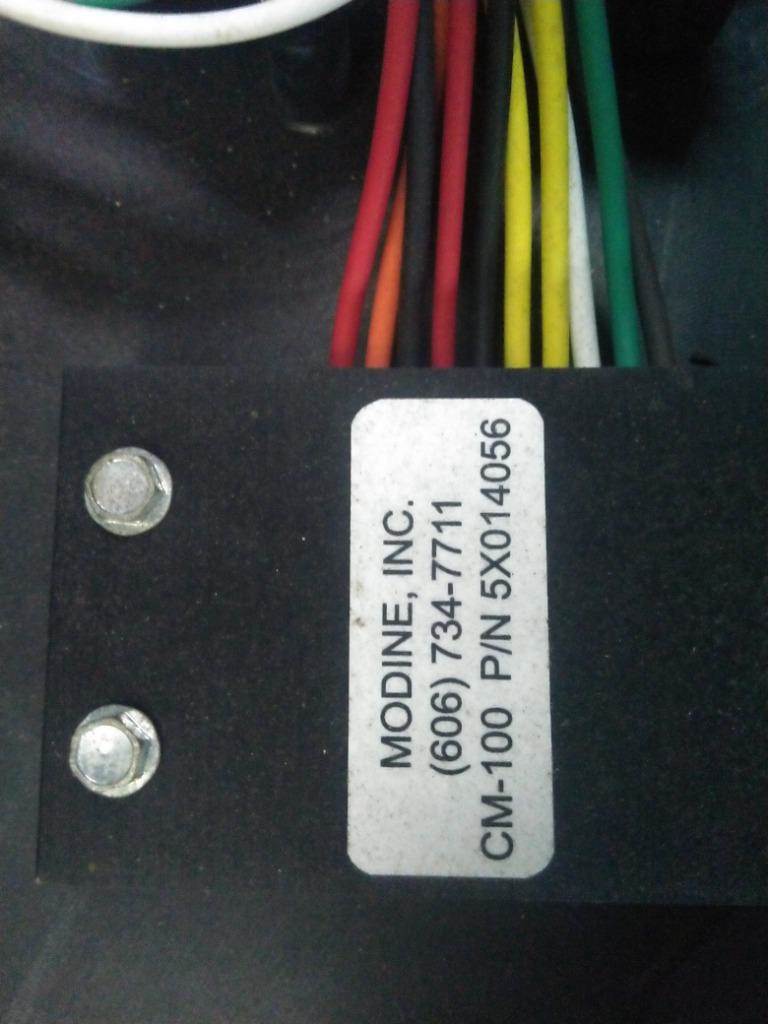 MODINE, INC.
(606) 734-7711
CM-100 P/N 5X014056